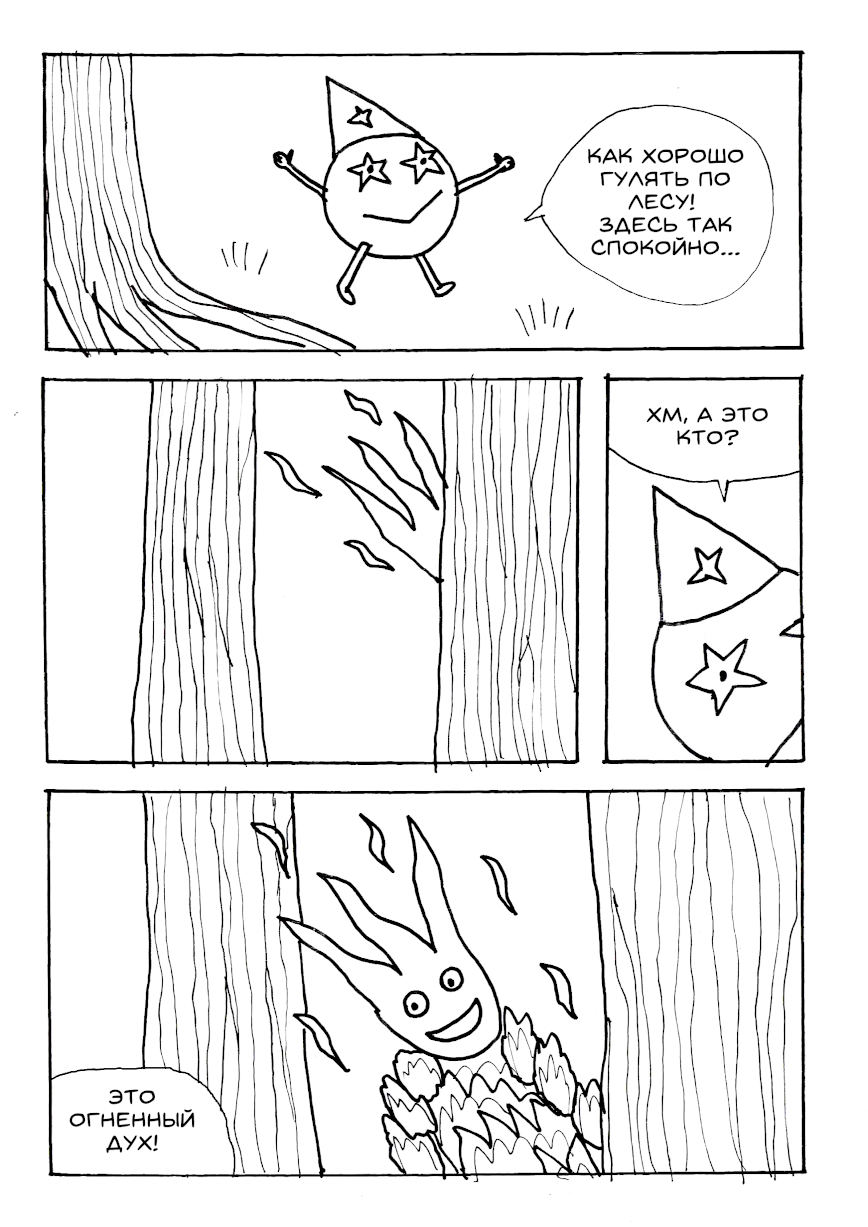 КАК ХОРОШО
ГУЛЯТЬ ПО
ЛЕСУ!
ЗДЕСЬ ТАК
СПОКОЙНО...
ХМ, А ЭТО
КТО?
ЭТО
ОГНЕННЫЙ
ДУХ!